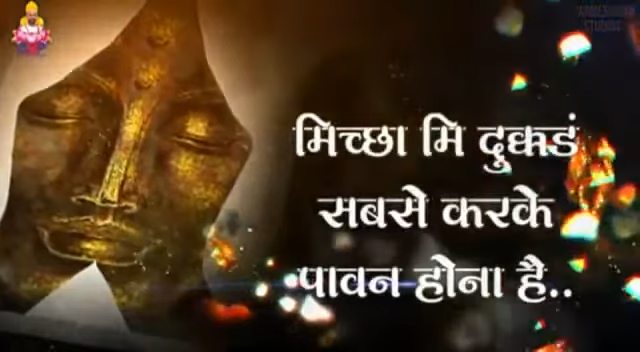 मिच्छा मि दुक्कडं
सबसे करके
पावन होना है..